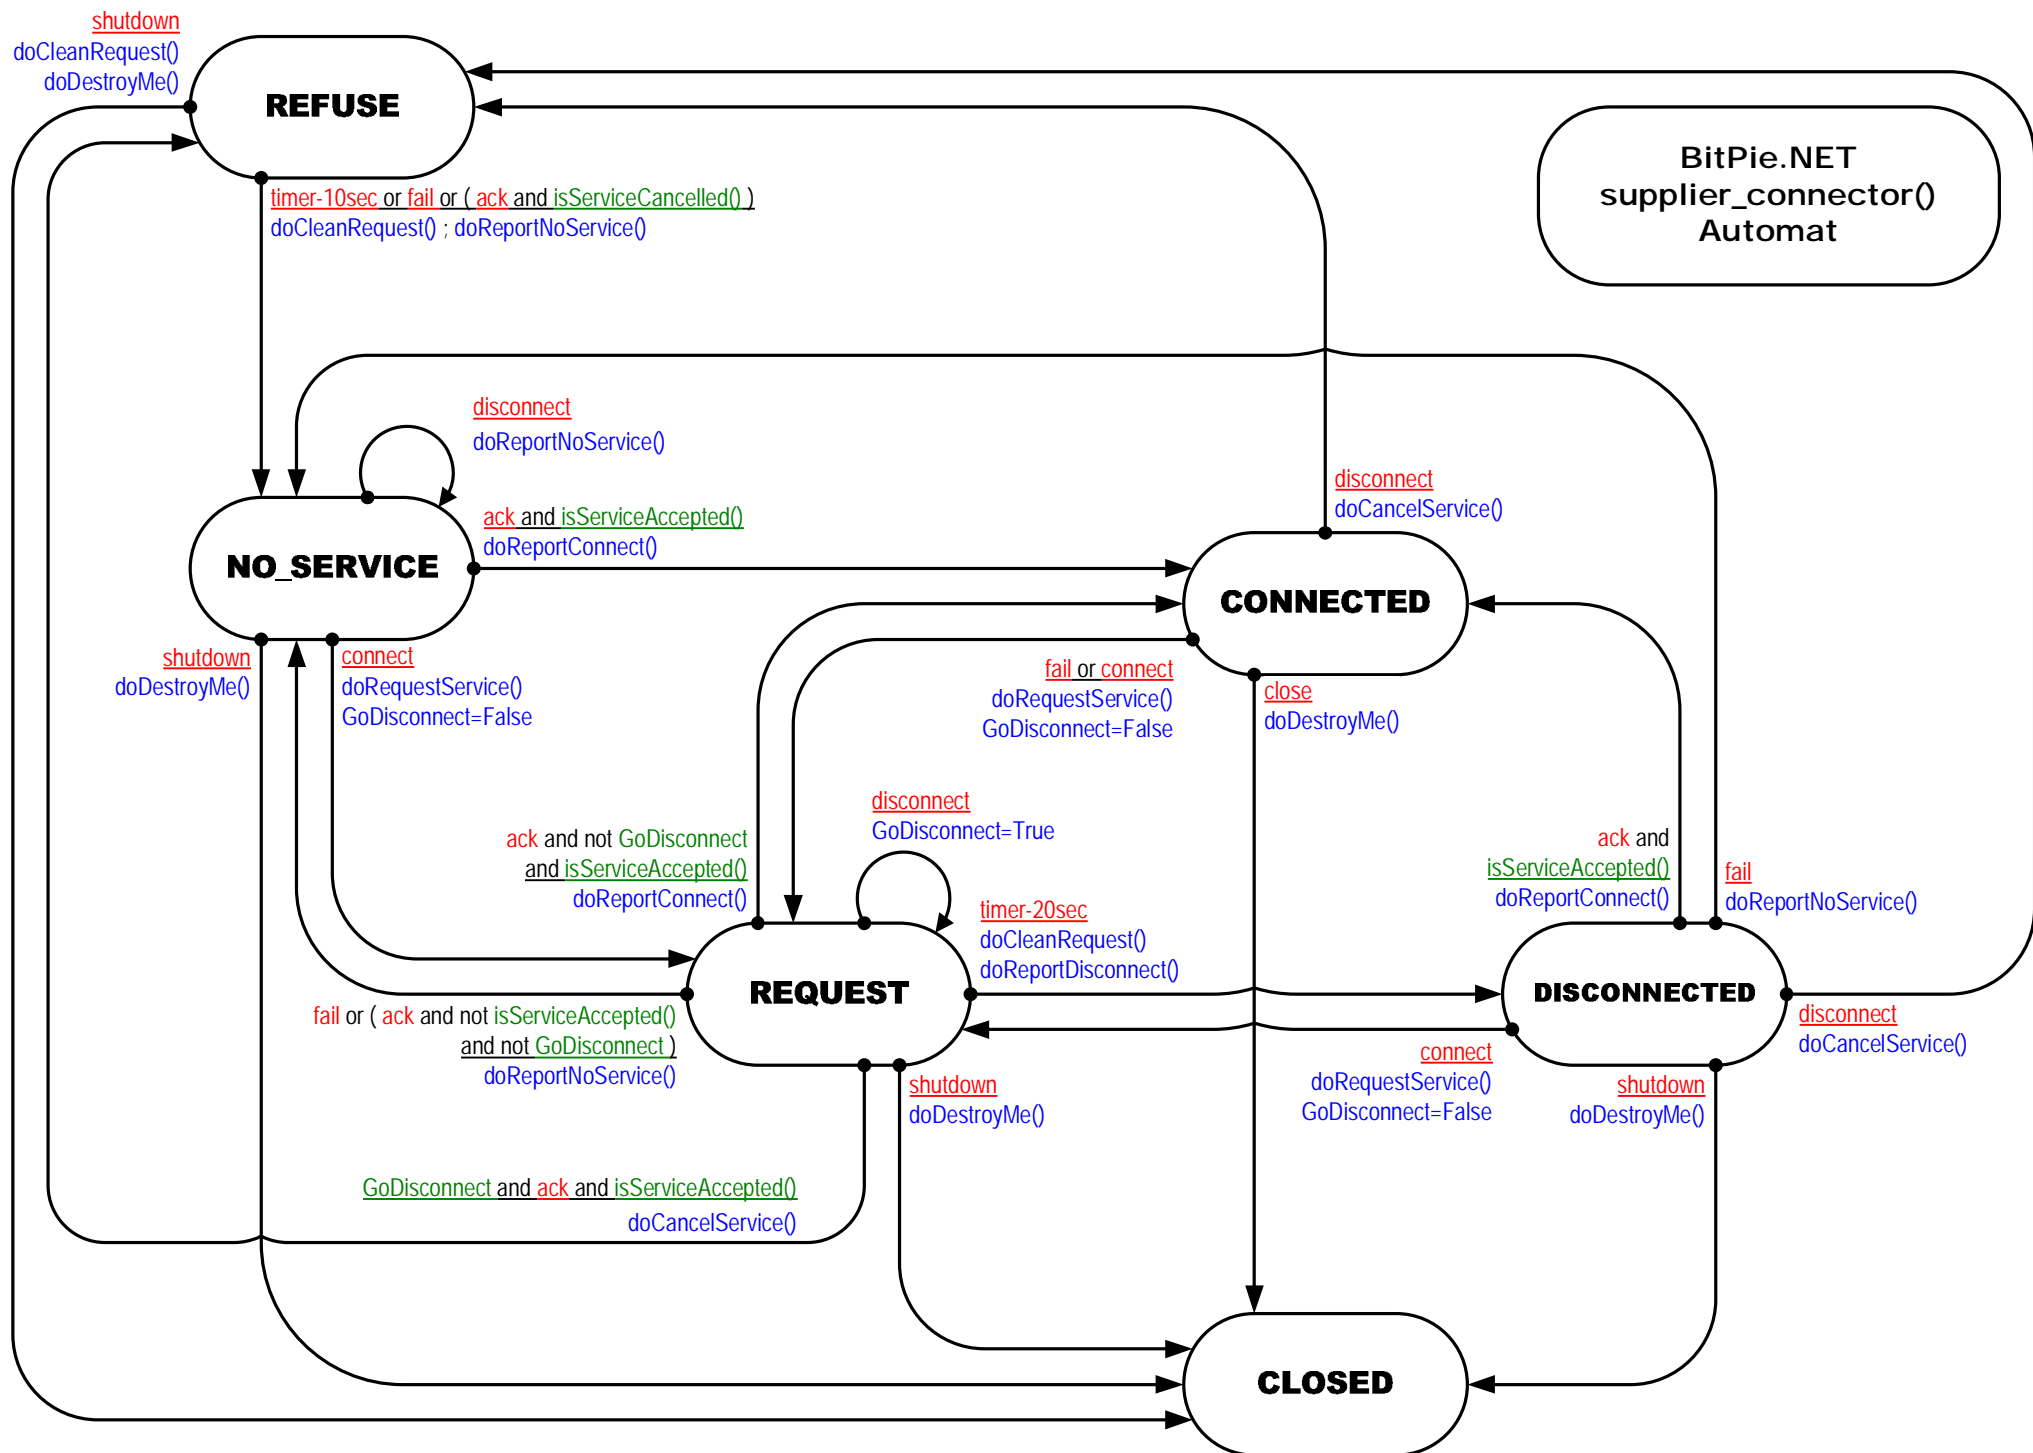 shutdown
doCleanRequest()
doDestroyMe()
REFUSE
BitPie.NET
supplier_connector()
Automat
timer-10sec or fail or ( ack and isServiceCancelled() )
doCleanRequest() ; doReportNoService()
disconnect
doReportNoService()
disconnect
doCancelService()
ack and isServiceAccepted()
doReportConnect()
NO_SERVICE
CONNECTED
shutdown
doDestroyMe()
connect
doRequestService()
GoDisconnect=False
fail or connect
doRequestService()
GoDisconnect=False
close
doDestroyMe()
disconnect
GoDisconnect=True
ack and not GoDisconnect
and isServiceAccepted()
doReportConnect()
ack and
isServiceAccepted()
doReportConnect()
fail
doReportNoService()
timer-20sec
doCleanRequest()
doReportDisconnect()
REQUEST
DISCONNECTED
fail or ( ack and not isServiceAccepted()
and not GoDisconnect )
doReportNoService()
disconnect
doCancelService()
connect
doRequestService()
GoDisconnect=False
shutdown
doDestroyMe()
shutdown
doDestroyMe()
GoDisconnect and ack and isServiceAccepted()
doCancelService()
CLOSED